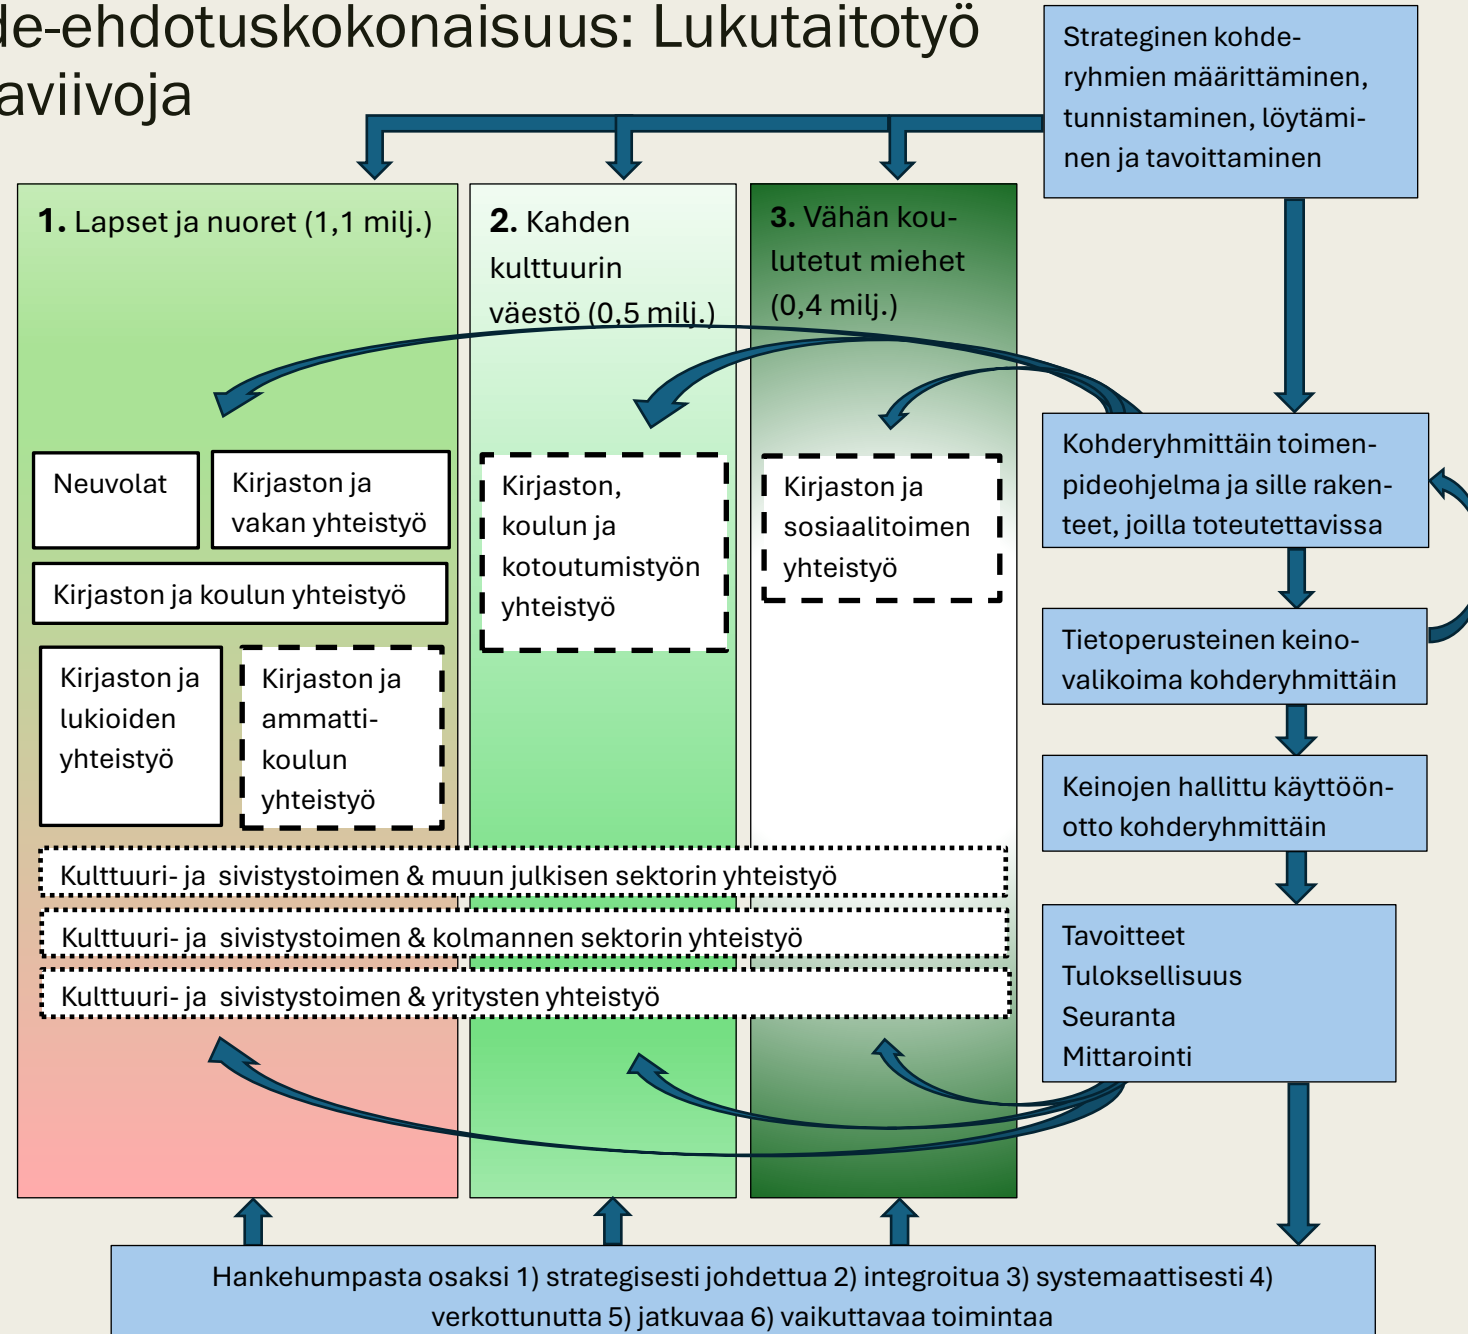 de-ehdotuskokonaisuus: Lukutaitotyö
aviivoja
Strateginen kohde-
ryhmien määrittäminen,
tunnistaminen, löytämi-
nen ja tavoittaminen
1. Lapset ja nuoret (1,1 milj.)
2. Kahden
kulttuurin
väestö (0,5 milj.)
3. Vähän kou-
lutetut miehet
(0,4 milj.)
Neuvolat
Kirjaston ja
vakan yhteistyö
Kirjaston ja koulun yhteistyö
Kirjaston ja
lukioiden
yhteistyö
Kirjaston ja
ammatti-
koulun
yhteistyö
Kirjaston,
koulun ja
kotoutumistyön
yhteistyö
Kirjaston ja
sosiaalitoimen
yhteistyö
Kulttuuri- ja sivistystoimen & muun julkisen sektorin yhteistyö
Kulttuuri- ja sivistystoimen & kolmannen sektorin yhteistyö
Kulttuuri- ja sivistystoimen & yritysten yhteistyö
Kohderyhmittäin toimen-
pideohjelma ja sille raken-
teet, joilla toteutettavissa
Tietoperusteinen keino-
valikoima kohderyhmittäin
Keinojen hallittu käyttöön-
otto kohderyhmittäin
Tavoitteet
Tuloksellisuus
Seuranta
Mittarointi
Hankehumpasta osaksi 1) strategisesti johdettua 2) integroitua 3) systemaattisesti 4)
verkottunutta 5) jatkuvaa 6) vaikuttavaa toimintaa